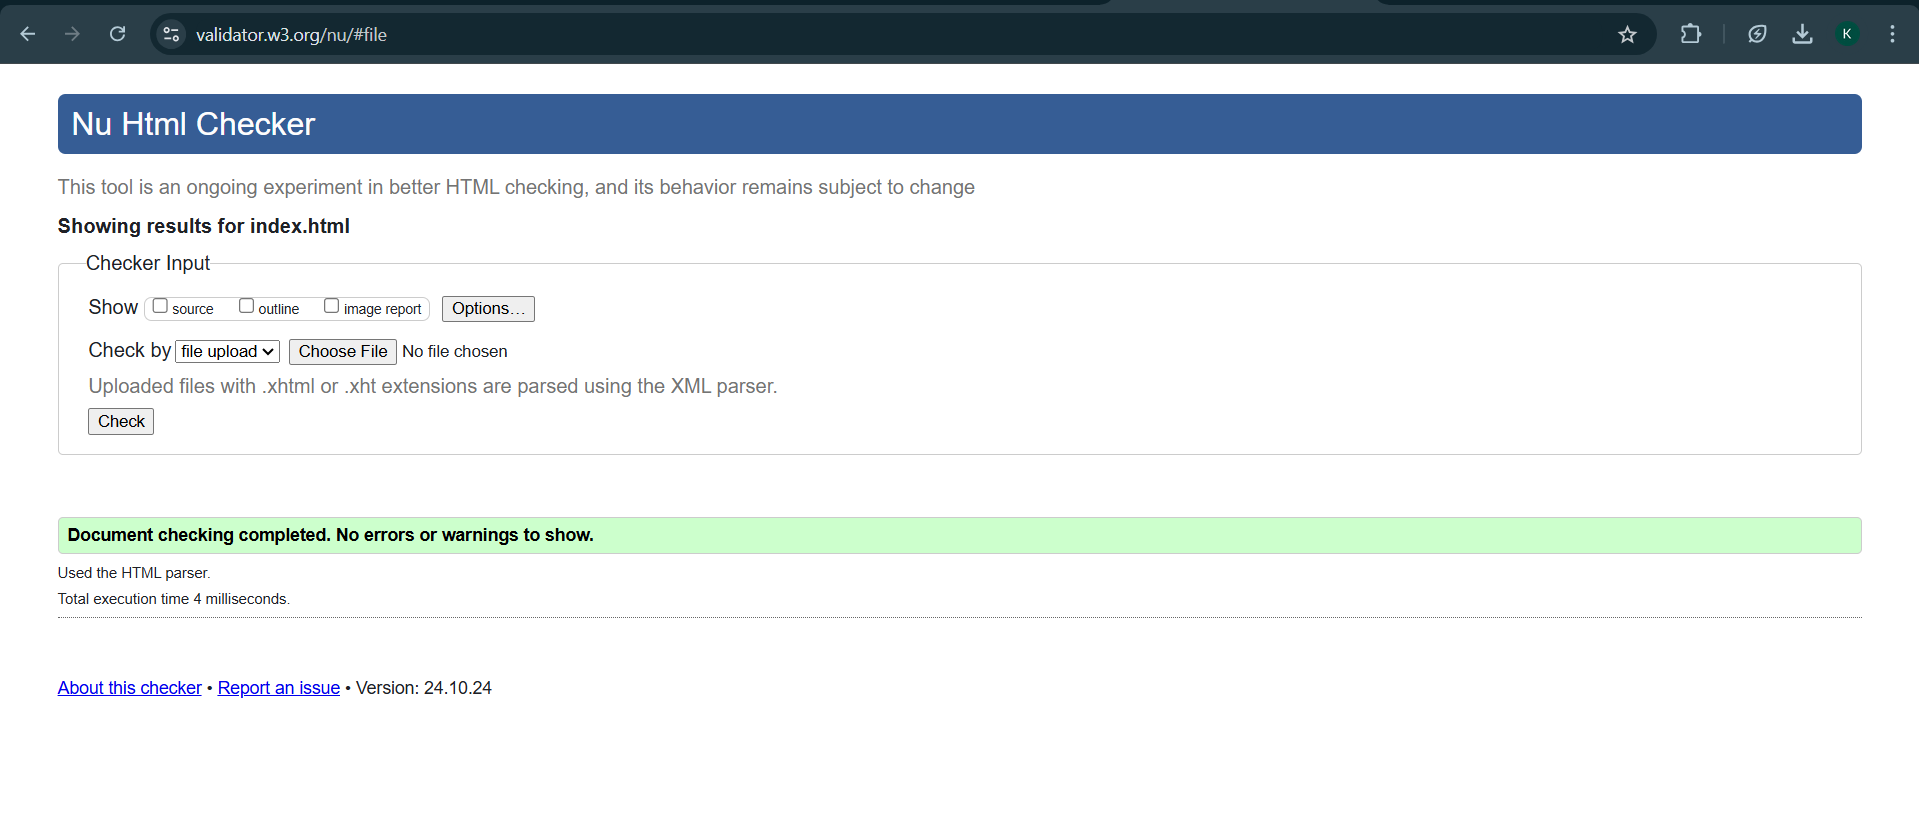 validator.w3.org/nu/#file
K
Nu Html Checker
This tool is an ongoing experiment in better HTML checking, and its behavior remains subject to change
Showing results for index.html
Checker Input
Show source outline image report Options…
Check by file upload Choose File No file chosen
Uploaded files with .xhtml or .xht extensions are parsed using the XML parser.
Check
Document checking completed. No errors or warnings to show.
Used the HTML parser.
Total execution time 4 milliseconds.
About this checker • Report an issue • Version: 24.10.24